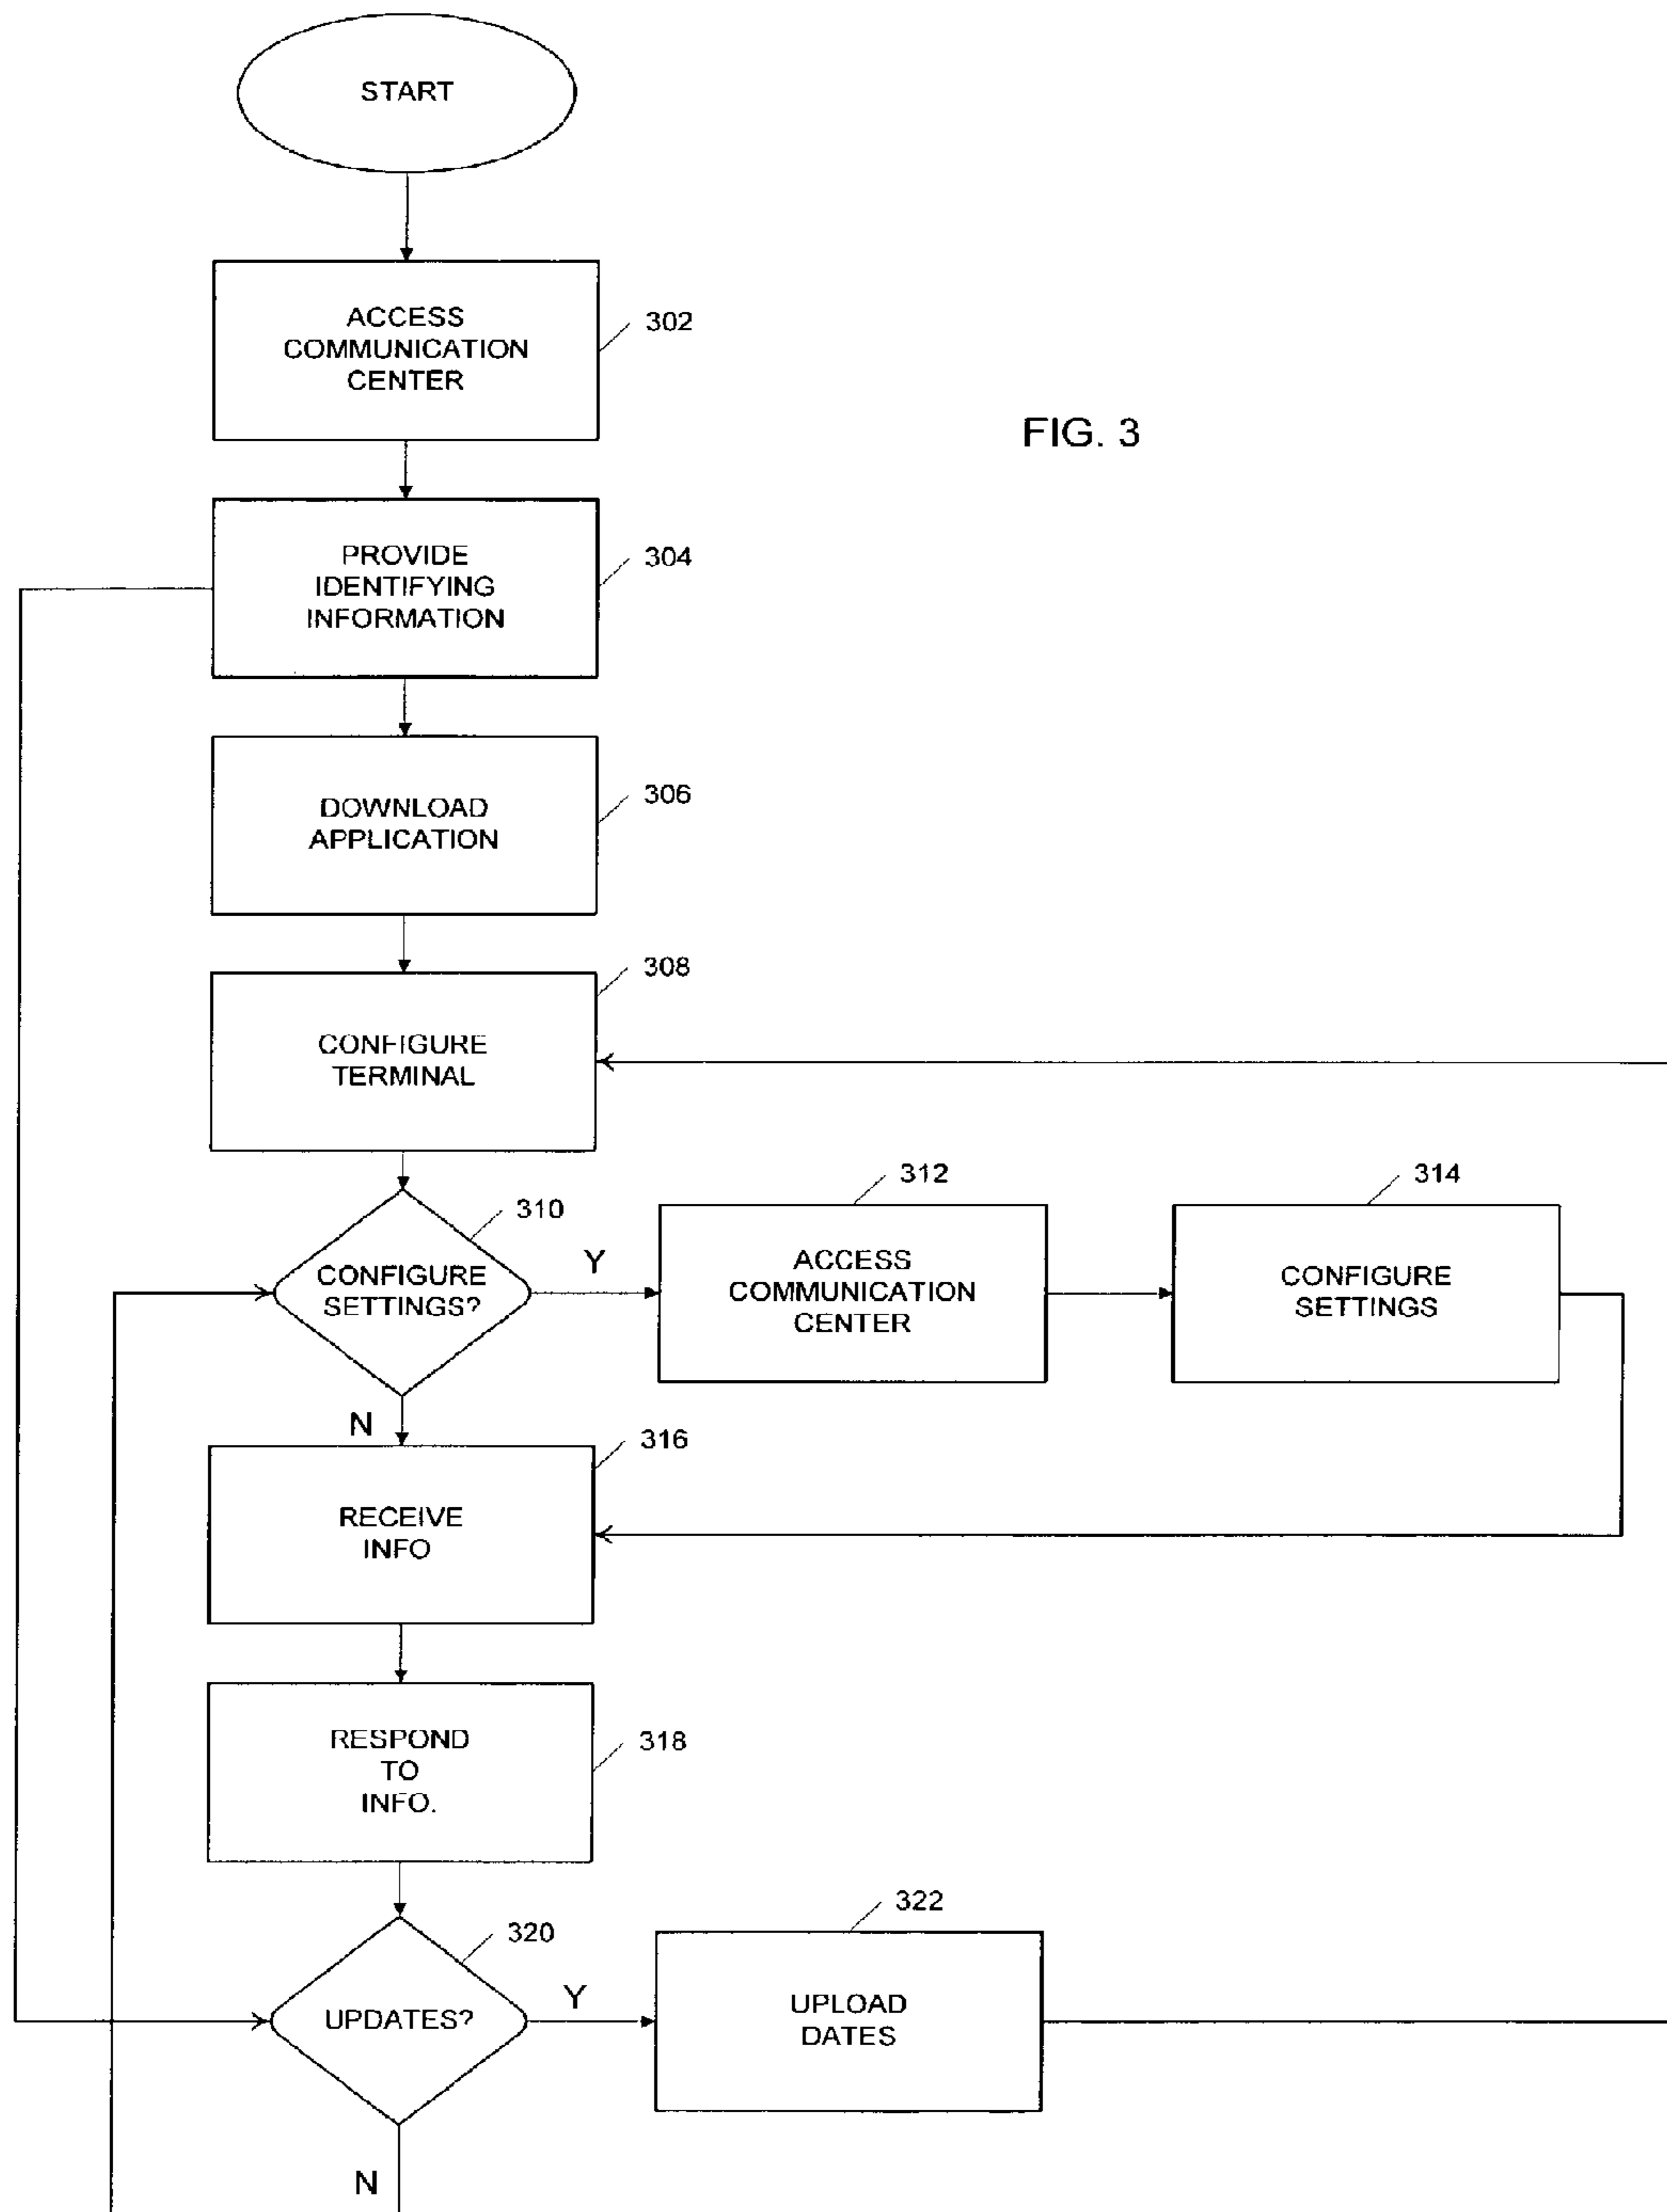 START
ACCESS
COMMUNICATION
CENTER
302
FIG. 3
PROVIDE
IDENTIFYING
INFORMATION
304
DOWNLOAD
APPLICATION
306
CONFIGURE
TERMINAL
308
CONFIGURE
SETTINGS?
310
Y
ACCESS
COMMUNICATION
CENTER
312
CONFIGURE
SETTINGS
314
N
RECEIVE
INFO
316
RESPOND
TO
INFO.
318
UPDATES?
320
Y
UPLOAD
DATES
322
N